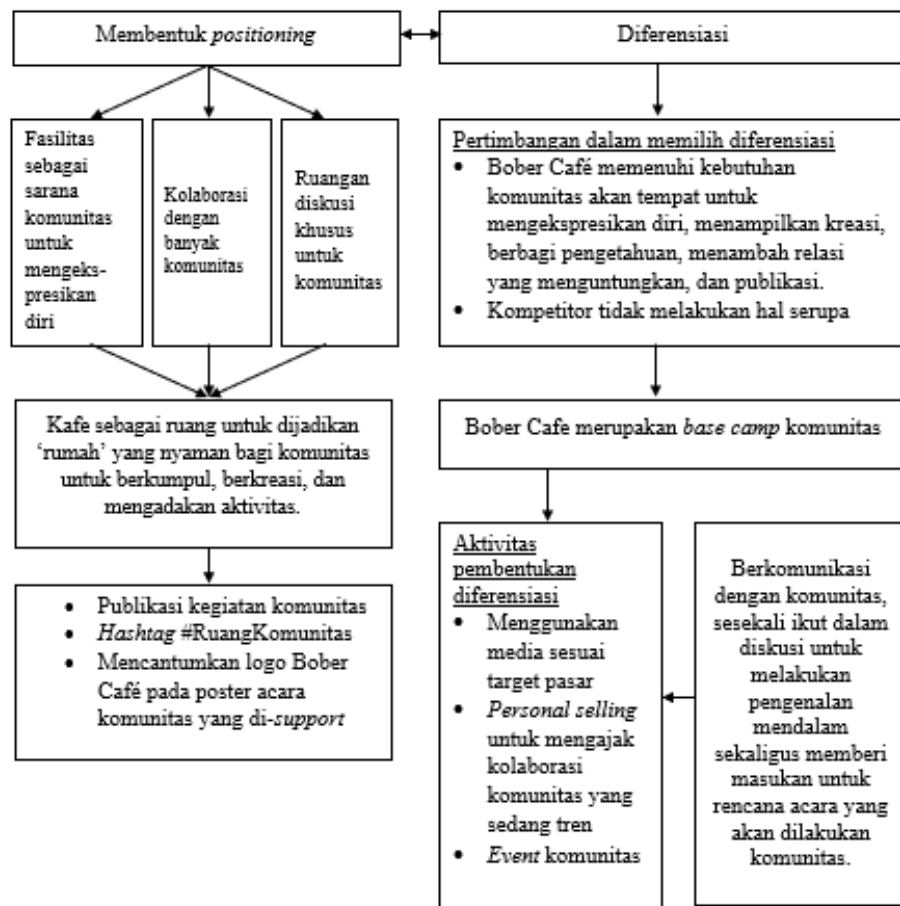 Membentuk positioning
Diferensiasi
Fasilitas
sebagai
sarana
komunitas
untuk
mengeks-
presikan
diri
Kolaborasi
dengan
banyak
komunitas
Ruangan
diskusi
khusus
untuk
komunitas
Pertimbangan dalam memilih diferensiasi
• Bober Café memenuhi kebutuhan
komunitas akan tempat untuk
mengekspresikan diri, menampilkan kreasi,
berbagi pengetahuan, menambah relasi
yang menguntungkan, dan publikasi.
• Kompetitor tidak melakukan hal serupa
Kafe sebagai ruang untuk dijadikan
‘rumah’ yang nyaman bagi komunitas
untuk berkumpul, berkreasi, dan
mengadakan aktivitas.
Bober Cafe merupakan base camp komunitas
• Publikasi kegiatan komunitas
• Hashtag #RuangKomunitas
• Mencantumkan logo Bober
Café pada poster acara
komunitas yang di-support
Aktivitas
pembentukan
diferensiasi
• Menggunakan
media sesuai
target pasar
• Personal selling
untuk mengajak
kolaborasi
komunitas yang
sedang tren
• Event komunitas
Berkomunikasi
dengan komunitas,
sesekali ikut dalam
diskusi untuk
melakukan
pengenalan
mendalam
sekaligus memberi
masukan untuk
rencana acara yang
akan dilakukan
komunitas.